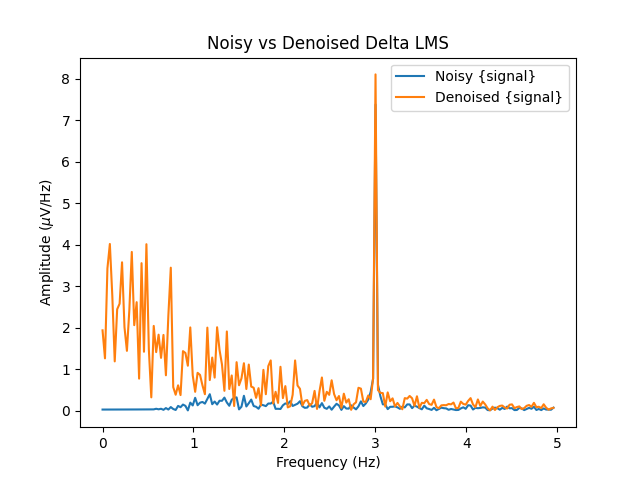 Noisy vs Denoised Delta LMS
Noisy {signal}
Denoised {signal}
Amplitude (μV/Hz)
8
7
6
5
4
3
2
1
0
0 1 2 3 4 5
Frequency (Hz)